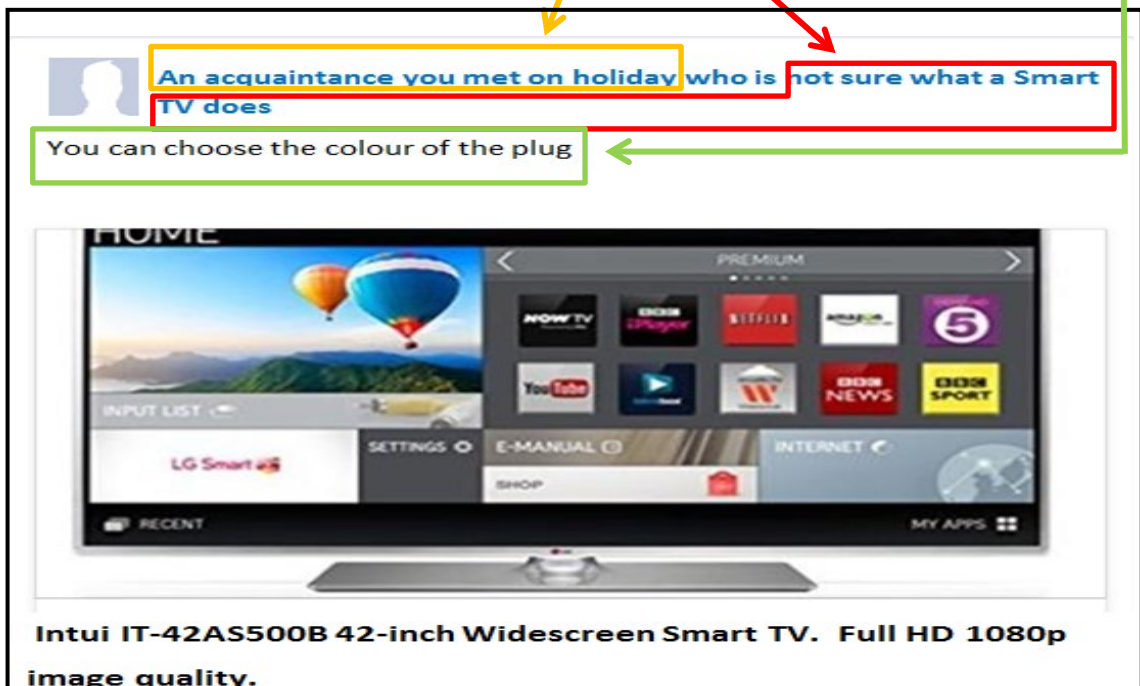 An acquaintance you met on holiday who is not sure what a Smart
TV does
You can choose the colour of the plug
HOME
PREMIUM
NOW TV
BBC iPlayer
NETFLIX
amazon
5
YouTube
BBC NEWS
BBC SPORT
INPUT LIST
LG Smart
SETTINGS
E-MANUAL
INTERNET
SHOP
RECENT
MY APPS
Intui IT-42AS500B 42-inch Widescreen Smart TV. Full HD 1080p
image quality.